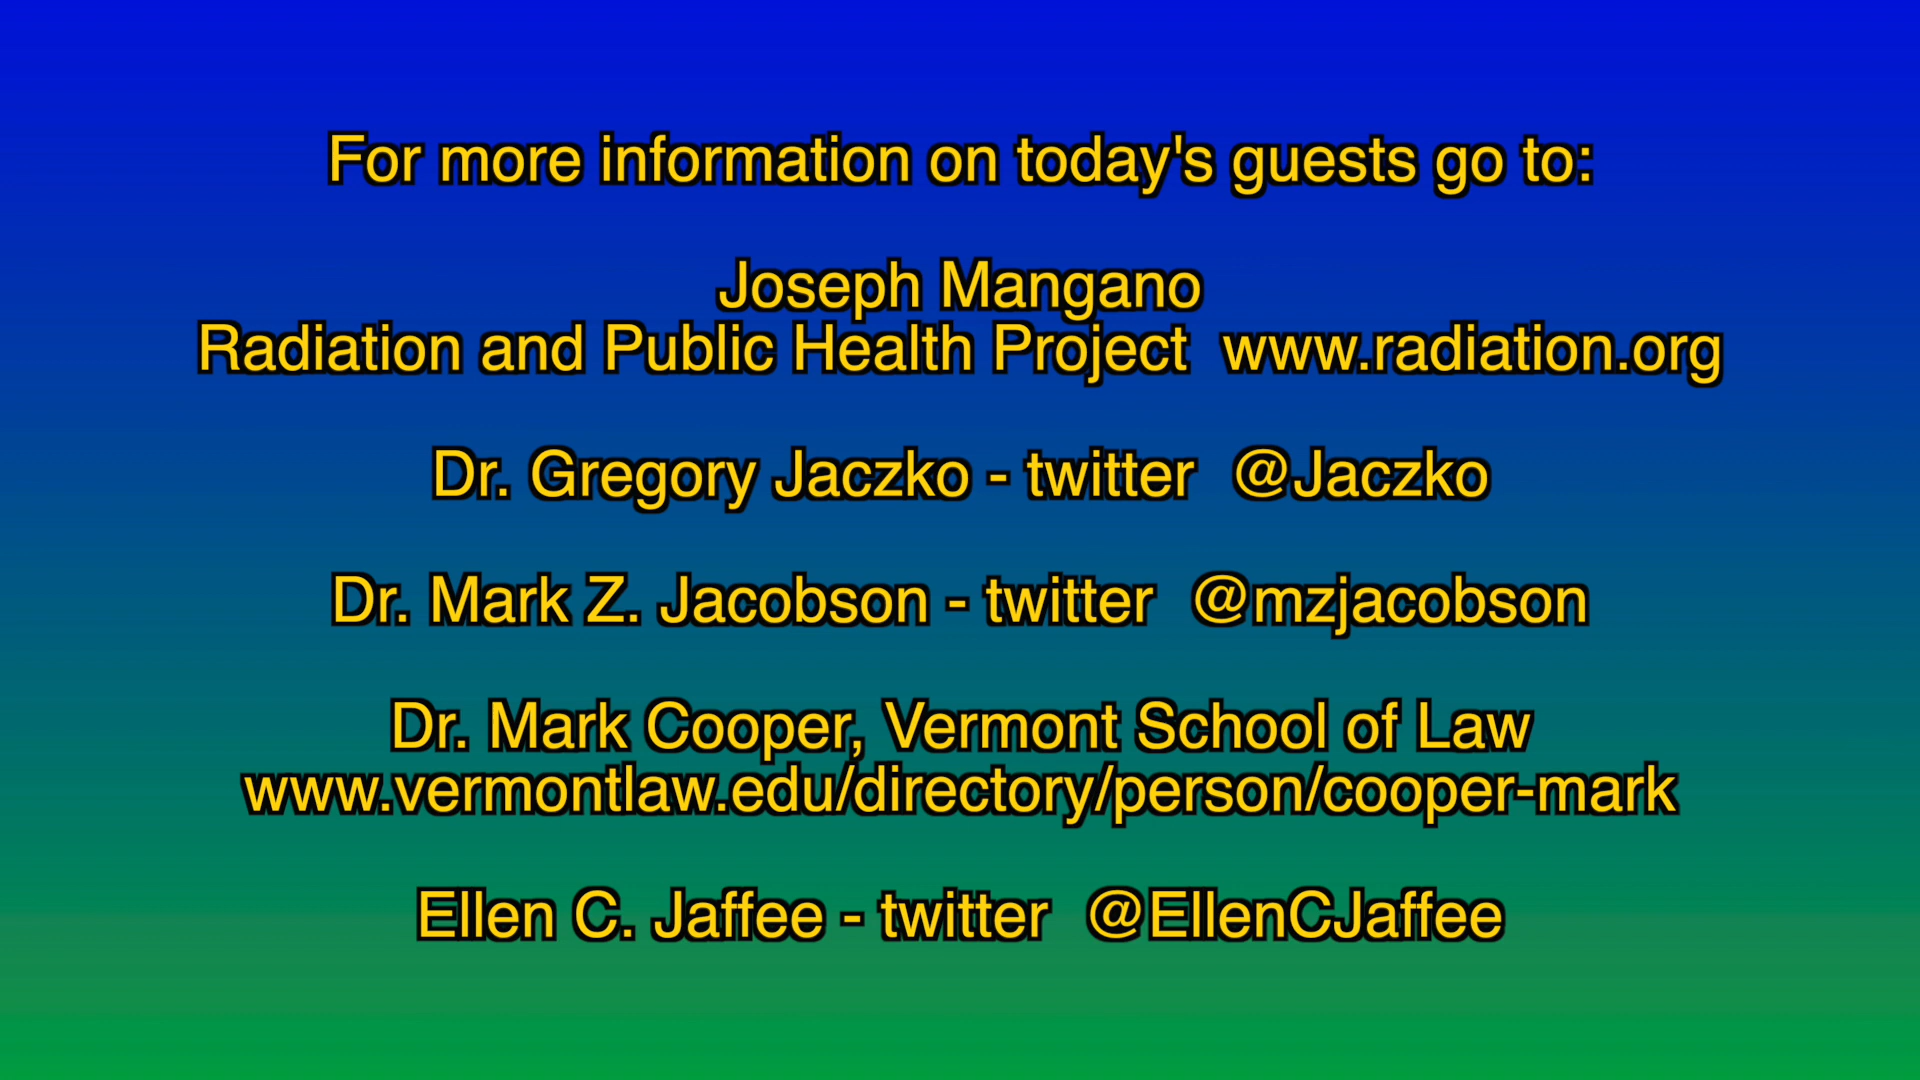 For more information on today's guests go to:
Joseph Mangano
Radiation and Public Health Project  www.radiation.org
Dr. Gregory Jaczko - twitter  @Jaczko
Dr. Mark Z. Jacobson - twitter  @mzjacobson
Dr. Mark Cooper, Vermont School of Law
www.vermontlaw.edu/directory/person/cooper-mark
Ellen C. Jaffee - twitter  @EllenCJaffee